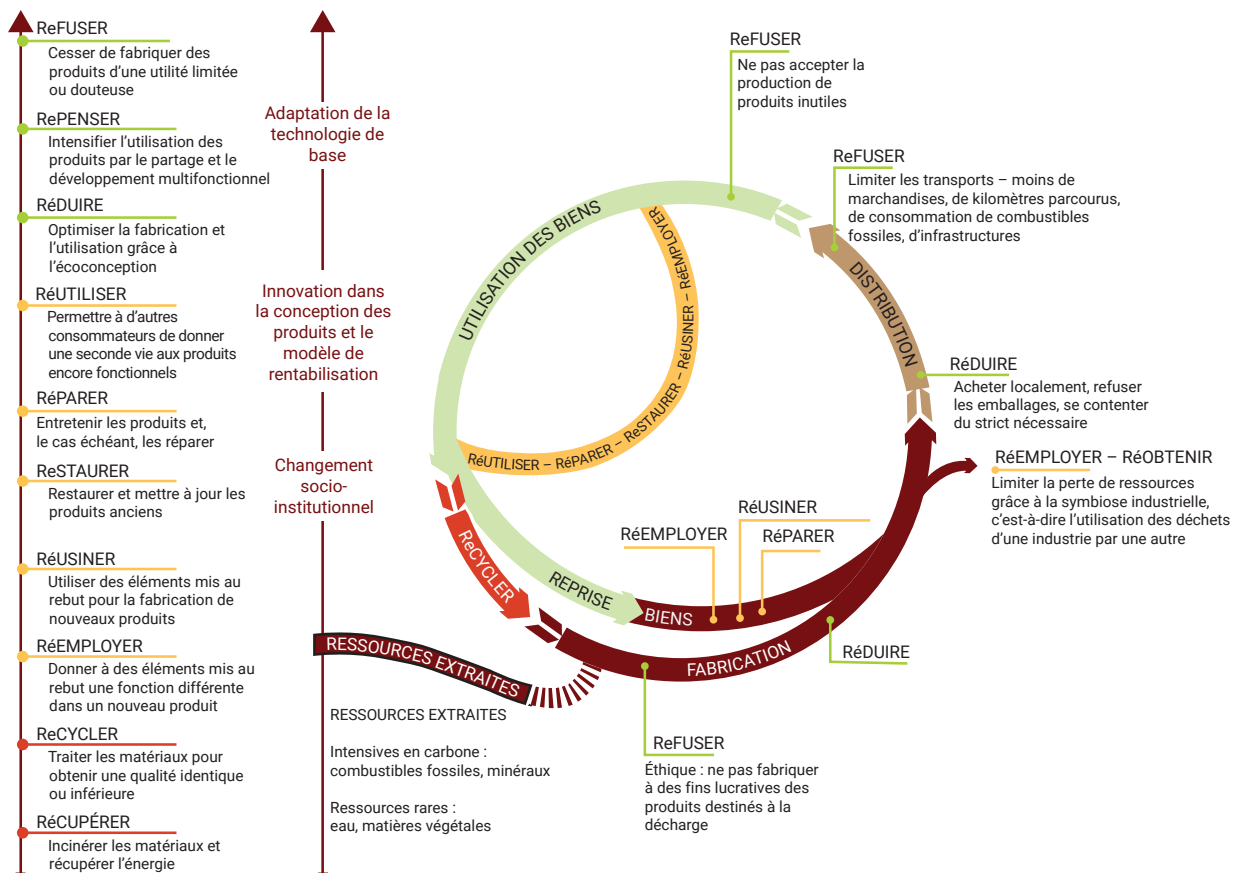 ReFUSER
Cesser de fabriquer des
produits d'une utilité limitée
ou douteuse
RePENSER
Intensifier l'utilisation des
produits par le partage et le
développement multifonctionnel
RéDUIRE
Optimiser la fabrication et
l'utilisation grâce à
l'écoconception
RéUTILISER
Permettre à d'autres
consommateurs de donner
une seconde vie aux produits
encore fonctionnels
RéPARER
Entretenir les produits et,
le cas échéant, les réparer
ReSTAURER
Restaurer et mettre à jour les
produits anciens
RéUSINER
Utiliser des éléments mis au
rebut pour la fabrication de
nouveaux produits
RéEMPLOYER
Donner à des éléments mis au
rebut une fonction différente
dans un nouveau produit
ReCYCLER
Traiter les matériaux pour
obtenir une qualité identique
ou inférieure
RéCUPÉRER
Incinérer les matériaux et
récupérer l'énergie
Adaptation de la
technologie de
base
Innovation dans
la conception des
produits et le
modèle de
rentabilisation
Changement
socio-
institutionnel
RESSOURCES EXTRAITES
RESSOURCES EXTRAITES
Intensives en carbone :
combustibles fossiles, minéraux
Ressources rares :
eau, matières végétales
ReFUSER
Ne pas accepter la
production de
produits inutiles
ReFUSER
Limiter les transports – moins de
marchandises, de kilomètres parcourus,
de consommation de combustibles
fossiles, d'infrastructures
UTILISATION DES BIENS
RéUTILISER – RéPARER – ReSTAURER – RéUSINER – RéEMPLOYER
DISTRIBUTION
RéDUIRE
Acheter localement, refuser
les emballages, se contenter
du strict nécessaire
RéEMPLOYER – RéOBTENIR
Limiter la perte de ressources
grâce à la symbiose industrielle,
c'est-à-dire l'utilisation des déchets
d'une industrie par une autre
RéUSINER
RéEMPLOYER
RéPARER
ReCYCLER
REPRISE
BIENS
FABRICATION
RéDUIRE
ReFUSER
Éthique : ne pas fabriquer
à des fins lucratives des
produits destinés à la
décharge